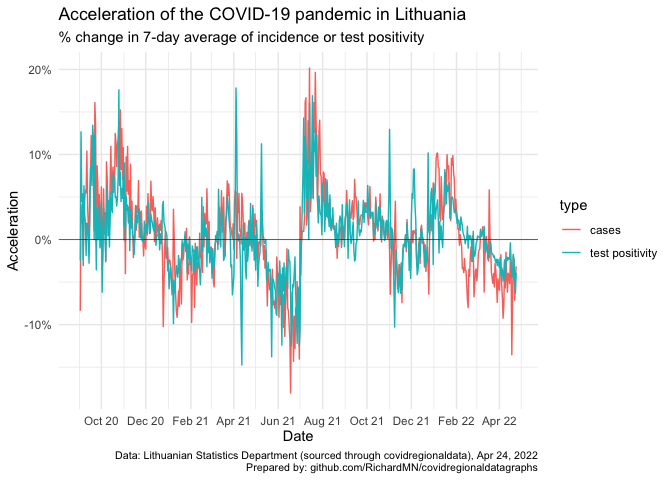 Acceleration of the COVID-19 pandemic in Lithuania
% change in 7-day average of incidence or test positivity
20%
10%
0%
-10%
Acceleration
Oct 20 Dec 20 Feb 21 Apr 21 Jun 21 Aug 21 Oct 21 Dec 21 Feb 22 Apr 22
Date
type
cases
test positivity
Data: Lithuanian Statistics Department (sourced through covidregionaldata), Apr 24, 2022
Prepared by: github.com/RichardMN/covidregionaldatagraphs